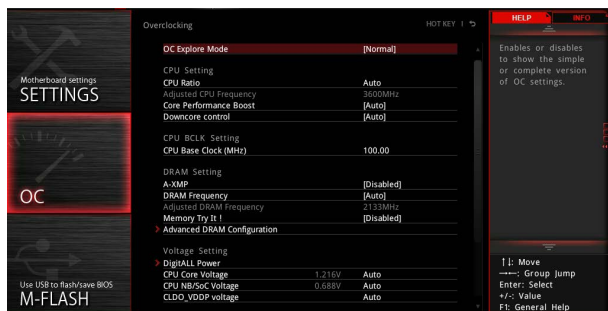 Overclocking
HOT KEY |
OC Explore Mode [Normal]
CPU Setting
CPU Ratio Auto
Adjusted CPU Frequency 3600MHz
Core Performance Boost [Auto]
Downcore control [Auto]
CPU BCLK Setting
CPU Base Clock (MHz) 100.00
DRAM Setting
A-XMP [Disabled]
DRAM Frequency [Auto]
Adjusted DRAM Frequency 2133MHz
Memory Try It ! [Disabled]
Advanced DRAM Configuration
Voltage Setting
DigitALL Power
CPU Core Voltage 1.216V Auto
CPU NB/SoC Voltage 0.688V Auto
CLDO_VDDP voltage Auto
Motherboard settings
SETTINGS
OC
Use USB to flash/save BIOS
M-FLASH
HELP
INFO
Enables or disables
to show the simple
or complete version
of OC settings.
↑↓: Move
→←: Group Jump
Enter: Select
+/-: Value
F1: General Help